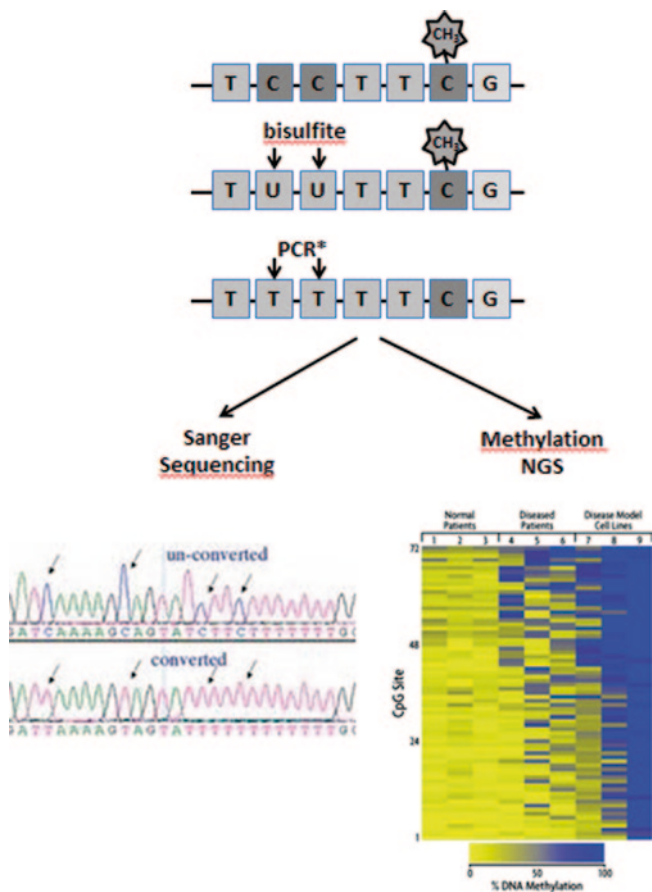 CH3
T C C T T C G
bisulfite
CH3
T U U T T C G
PCR*
T T T T T C G
Sanger
Sequencing
Methylation
NGS
un-converted
GATCAAAAGCAGTATCTTCTTTTTTGC
converted
GATTAAAAGTAGTATTTTTTTTTTTGC
Normal
Patients
Diseased
Patients
Disease Model
Cell Lines
1 2 3 4 5 6 7 8 9
72
48
24
1
CpG Site
0 50 100
% DNA Methylation